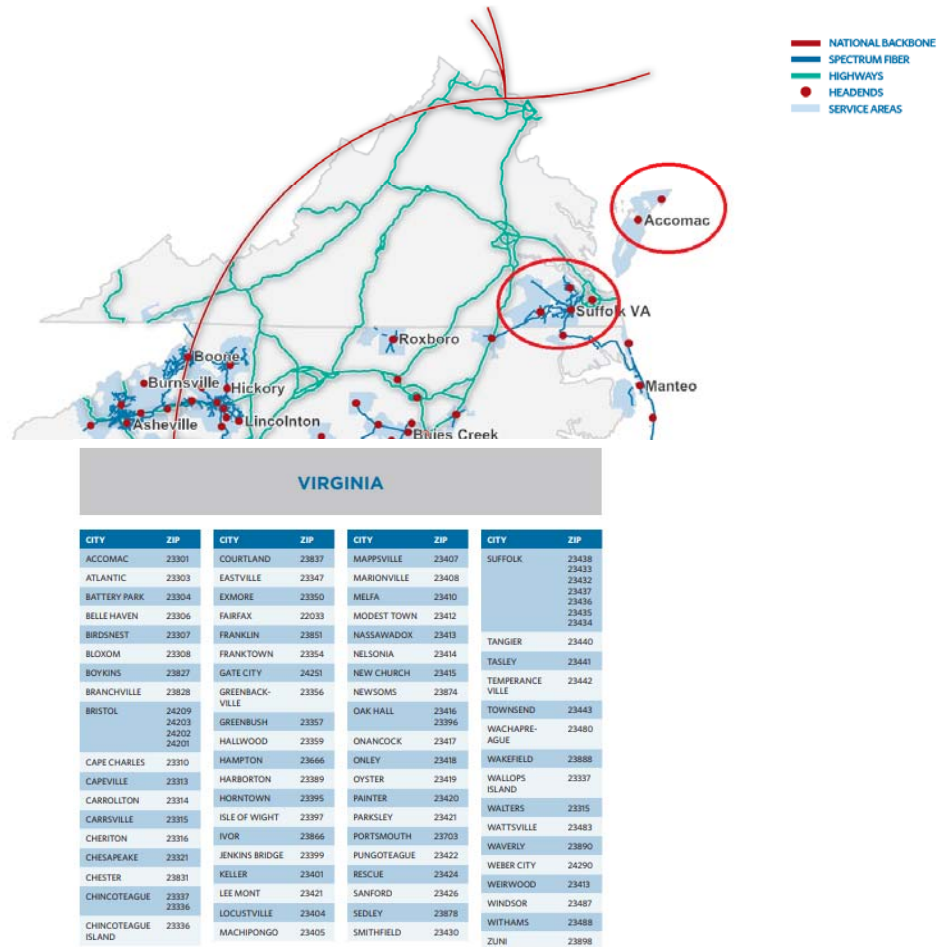 NATIONAL BACKBONE
SPECTRUM FIBER
HIGHWAYS
HEADENDS
SERVICE AREAS
Accomac
Suffolk VA
Roxboro
Boone
Burnsville
Hickory
Manteo
Asheville
Lincolnton
Buies Creek
VIRGINIA
CITY ZIP
ACCOMAC 23301
ATLANTIC 23303
BATTERY PARK 23304
BELLE HAVEN 23306
BIRDSNEST 23307
BLOXOM 23308
BOYKINS 23827
BRANCHVILLE 23828
BRISTOL 24209
24203
24202
24201
CAPE CHARLES 23310
CAPEVILLE 23313
CARROLLTON 23314
CARRSVILLE 23315
CHERITON 23316
CHESAPEAKE 23321
CHESTER 23831
CHINCOTEAGUE 23337
23336
CHINCOTEAGUE 23336
ISLAND
CITY ZIP
COURTLAND 23837
EASTVILLE 23347
EXMORE 23350
FAIRFAX 22033
FRANKLIN 23851
FRANKTOWN 23354
GATE CITY 24251
GREENBACK- 23356
VILLE
GREENBUSH 23357
HALLWOOD 23359
HAMPTON 23666
HARBORTON 23389
HORNTOWN 23395
ISLE OF WIGHT 23397
IVOR 23866
JENKINS BRIDGE 23399
KELLER 23401
LEE MONT 23421
LOCUSTVILLE 23404
MACHIPONGO 23405
CITY ZIP
MAPPSVILLE 23407
MARIONVILLE 23408
MELFA 23410
MODEST TOWN 23412
NASSAWADOX 23413
NELSONIA 23414
NEW CHURCH 23415
NEWSOMS 23874
OAK HALL 23416
23396
ONANCOCK 23417
ONLEY 23418
OYSTER 23419
PAINTER 23420
PARKSLEY 23421
PORTSMOUTH 23703
PUNGOTEAGUE 23422
RESCUE 23424
SANFORD 23426
SEDLEY 23878
SMITHFIELD 23430
CITY ZIP
SUFFOLK 23438
23433
23432
23437
23436
23435
23434
TANGIER 23440
TASLEY 23441
TEMPERANCE 23442
VILLE
TOWNSEND 23443
WACHAPRE- 23480
AGUE
WAKEFIELD 23888
WALLOPS 23337
ISLAND
WALTERS 23315
WATTSVILLE 23483
WAVERLY 23890
WEBER CITY 24290
WEIRWOOD 23413
WINDSOR 23487
WITHAMS 23488
ZUNI 23898